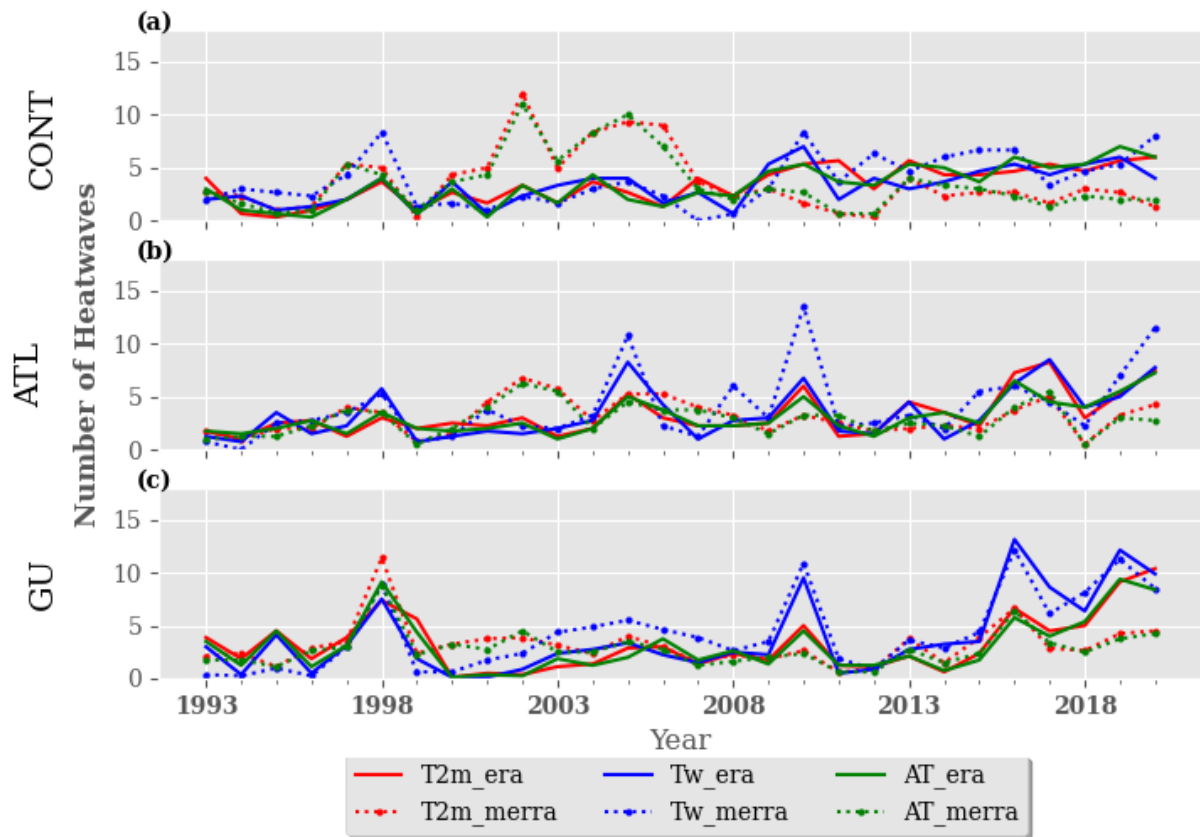 (a)
CONT
15
10
5
0
(b)
ATL
Number of Heatwaves
15
10
5
0
(c)
GU
15
10
5
0
1993 1998 2003 2008 2013 2018
Year
T2m_era Tw_era AT_era
T2m_merra Tw_merra AT_merra